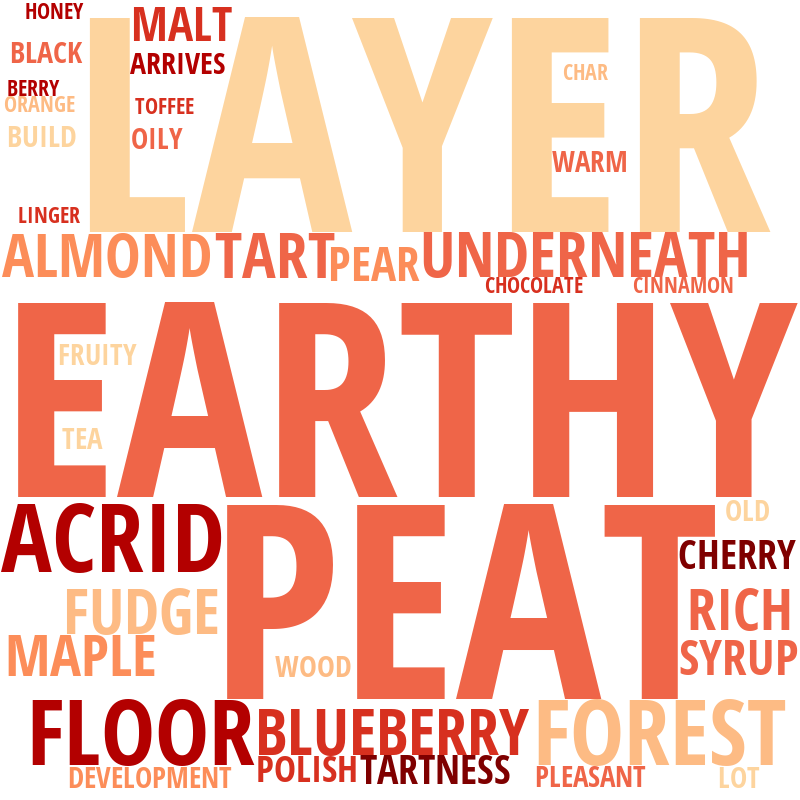 HONEY
MALT
LAYER
BLACK
ARRIVES
CHAR
BERRY
ORANGE
TOFFEE
BUILD
OILY
WARM
LINGER
ALMOND TART PEAR UNDERNEATH
CHOCOLATE CINNAMON
EARTHY
FRUITY
TEA
ACRID
PEAT
OLD
CHERRY
FUDGE
RICH
MAPLE
WOOD
SYRUP
FLOOR BLUEBERRY FOREST
POLISH TARTNESS
DEVELOPMENT
PLEASANT
LOT